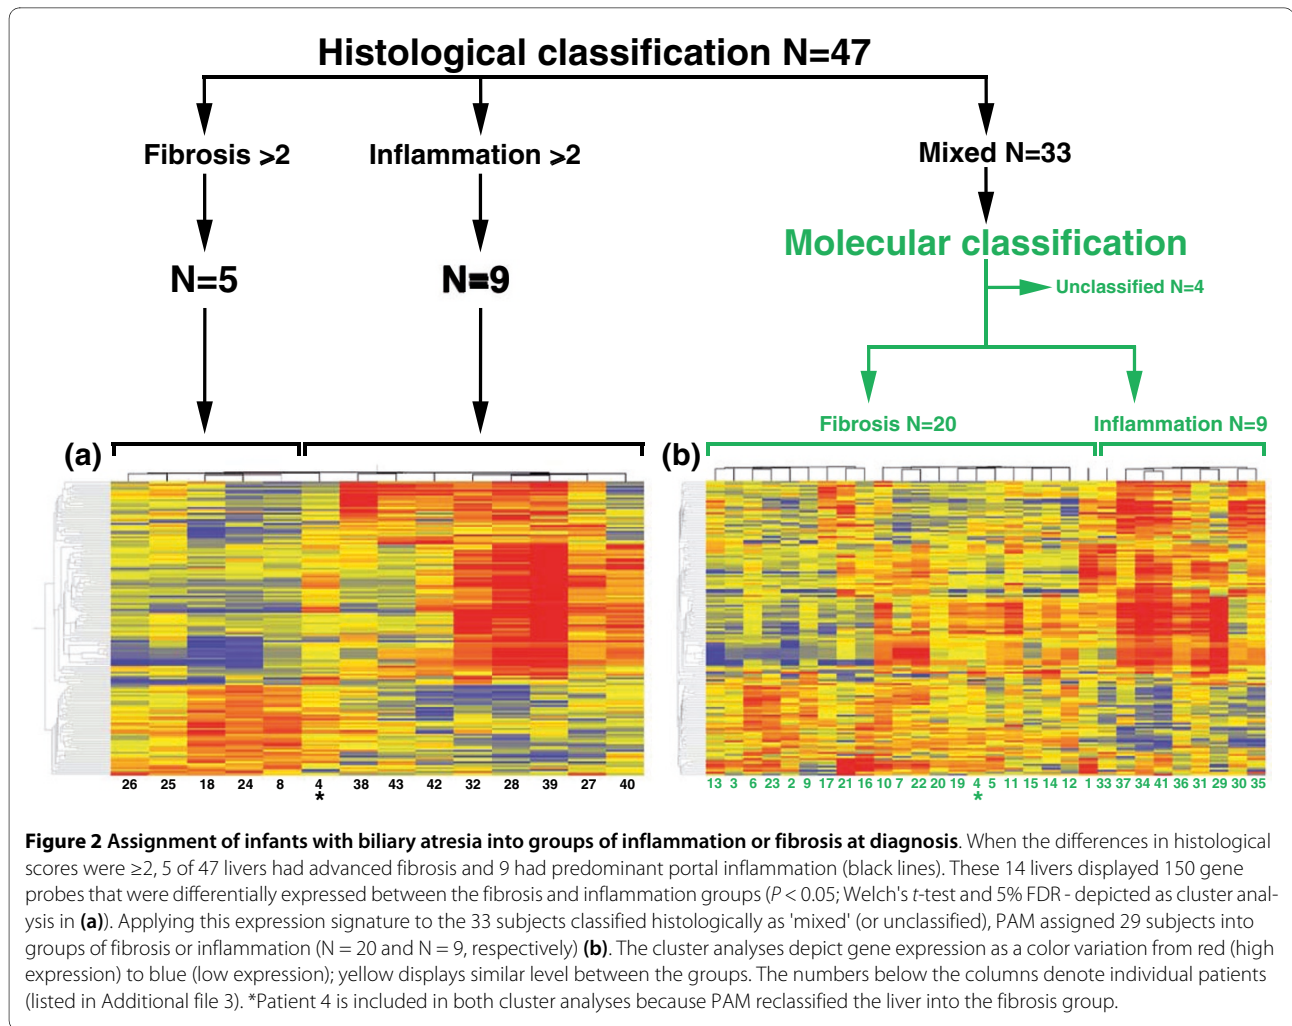 Histological classification N=47
Fibrosis >2
Inflammation >2
Mixed N=33
Molecular classification
N=5
N=9
Unclassified N=4
Fibrosis N=20
Inflammation N=9
(a)
(b)
26 25 18 24 8 4 38 43 42 32 28 39 27 40
*
13 3 6 23 2 9 17 21 16 10 7 22 20 19 4 5 11 15 14 12 1 33 37 34 41 36 31 29 30 35
*
Figure 2 Assignment of infants with biliary atresia into groups of inflammation or fibrosis at diagnosis. When the differences in histological
scores were ≥2, 5 of 47 livers had advanced fibrosis and 9 had predominant portal inflammation (black lines). These 14 livers displayed 150 gene
probes that were differentially expressed between the fibrosis and inflammation groups (P < 0.05; Welch's t-test and 5% FDR - depicted as cluster anal-
ysis in (a)). Applying this expression signature to the 33 subjects classified histologically as 'mixed' (or unclassified), PAM assigned 29 subjects into
groups of fibrosis or inflammation (N = 20 and N = 9, respectively) (b). The cluster analyses depict gene expression as a color variation from red (high
expression) to blue (low expression); yellow displays similar level between the groups. The numbers below the columns denote individual patients
(listed in Additional file 3). *Patient 4 is included in both cluster analyses because PAM reclassified the liver into the fibrosis group.